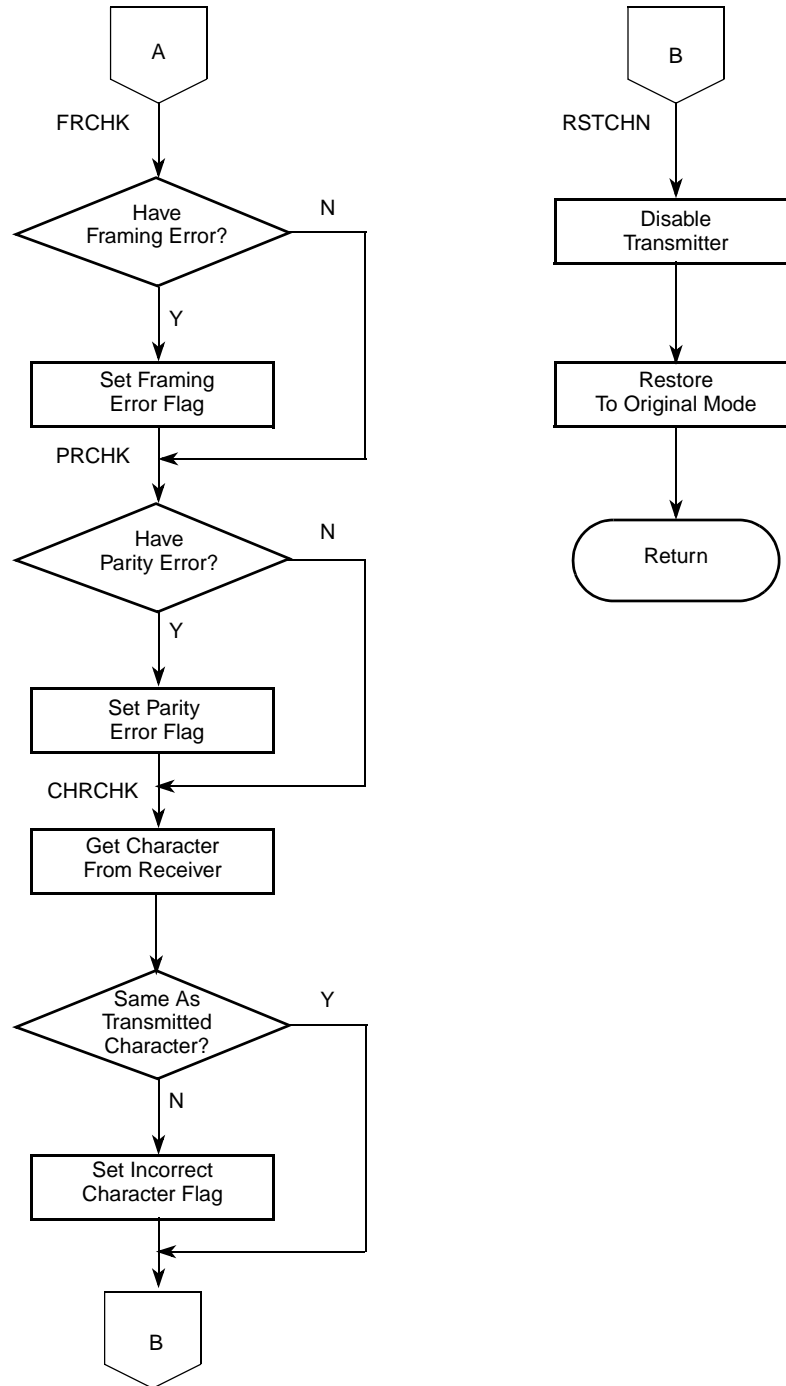 A
FRCHK
Have
Framing Error?
N
Y
Set Framing
Error Flag
PRCHK
Have
Parity Error?
N
Y
Set Parity
Error Flag
CHRCHK
Get Character
From Receiver
Same As
Transmitted
Character?
Y
N
Set Incorrect
Character Flag
B
B
RSTCHN
Disable
Transmitter
Restore
To Original Mode
Return